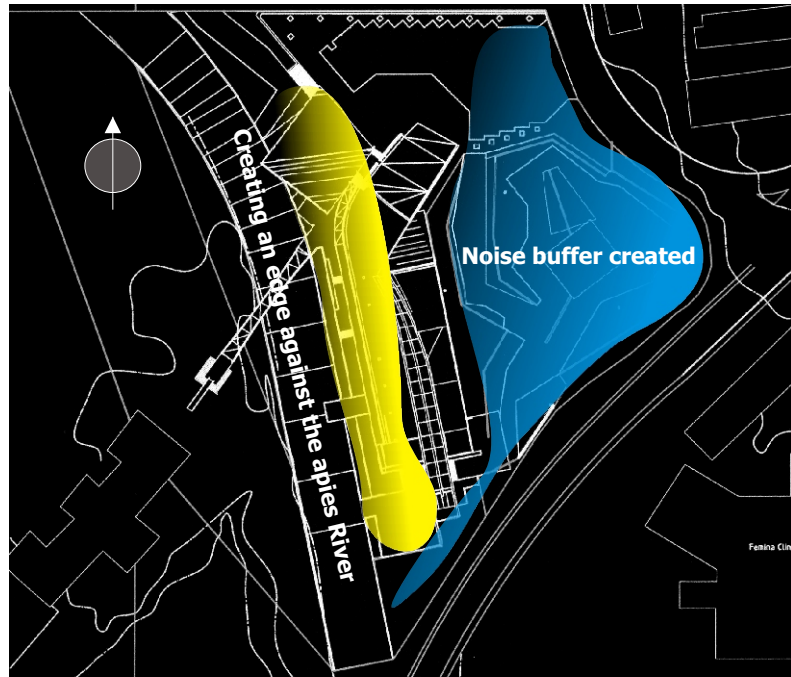 Creating an edge against the apies River
Noise buffer created
Femina Clin